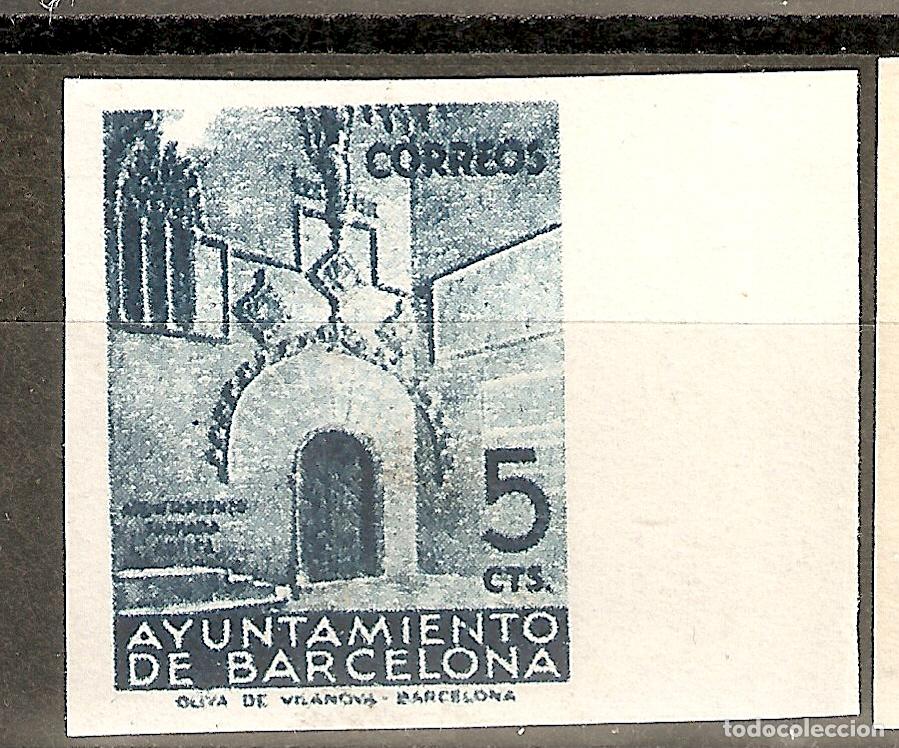 CORREOS
5
CTS.
AYUNTAMIENTO
DE BARCELONA
OLIVA DE VILANOVA - BARCELONA
todocoleccion